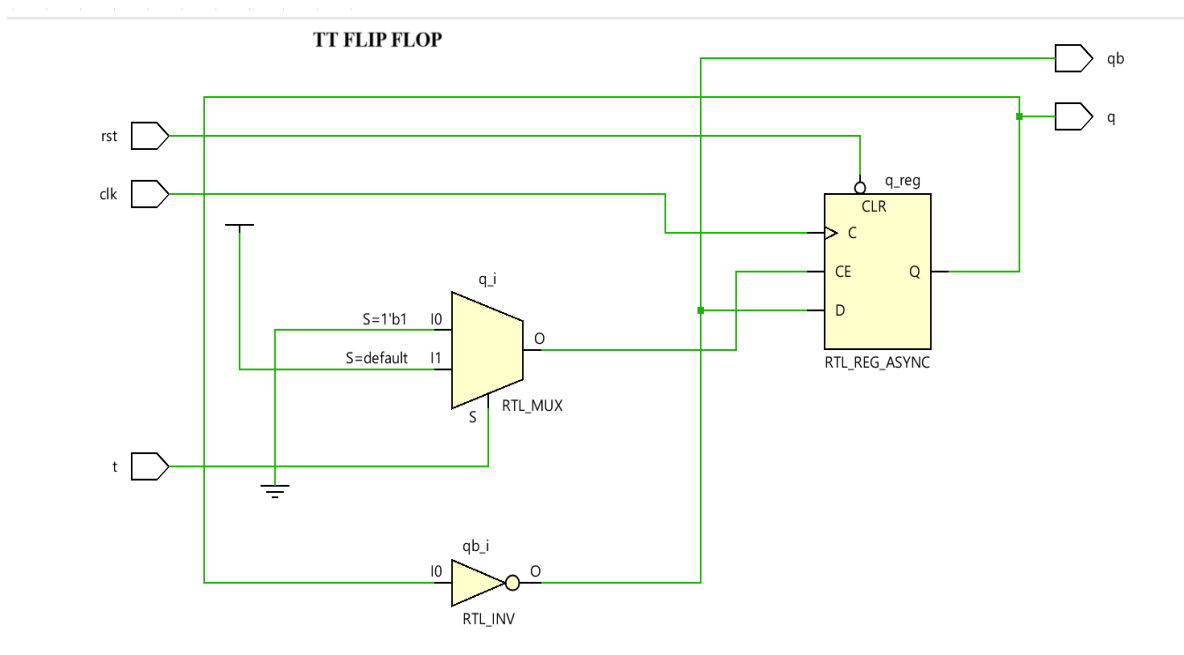 TT FLIP FLOP
qb
q
rst
clk
q_reg
CLR
C
CE
Q
D
RTL_REG_ASYNC
q_i
S=1'b1
I0
O
S=default
I1
S
RTL_MUX
t
qb_i
I0
O
RTL_INV